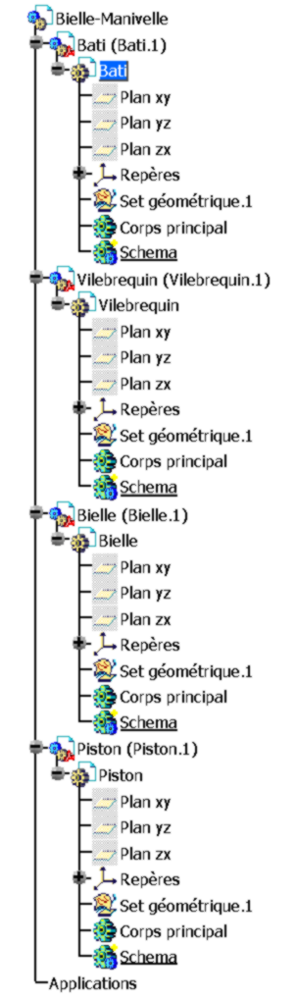 Bielle-Manivelle
Bati (Bati.1)
Bati
Plan xy
Plan yz
Plan zx
Repères
Set géométrique.1
Corps principal
Schema
Vilebrequin (Vilebrequin.1)
Vilebrequin
Plan xy
Plan yz
Plan zx
Repères
Set géométrique.1
Corps principal
Schema
Bielle (Bielle.1)
Bielle
Plan xy
Plan yz
Plan zx
Repères
Set géométrique.1
Corps principal
Schema
Piston (Piston.1)
Piston
Plan xy
Plan yz
Plan zx
Repères
Set géométrique.1
Corps principal
Schema
Applications